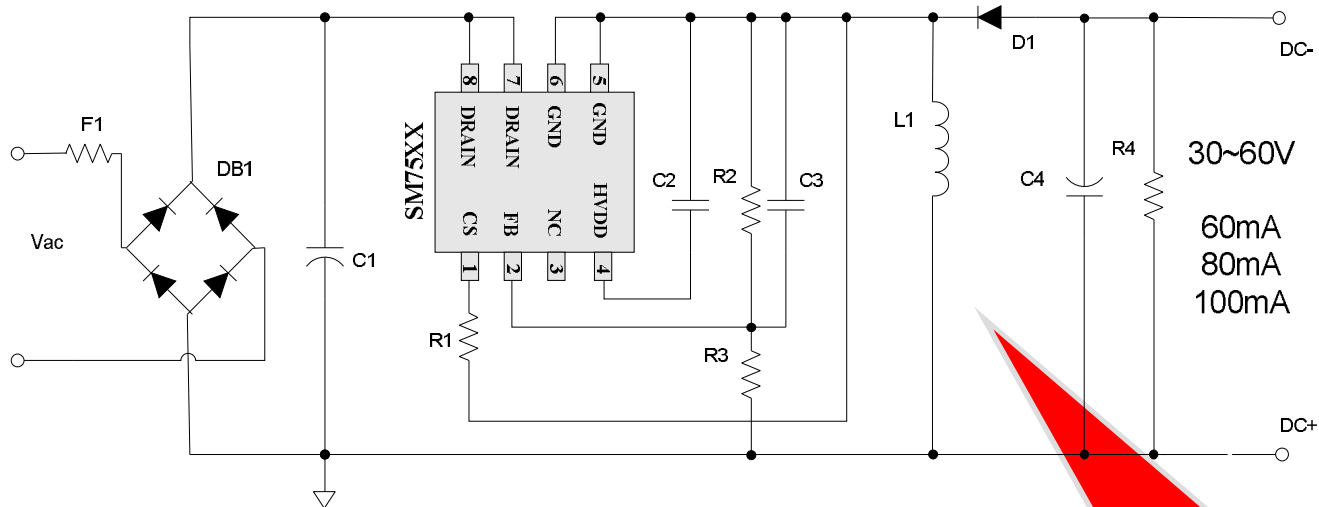 F1
DB1
Vac
C1
SM75XX
8
7
6
5
DRAIN
DRAIN
GND
GND
CS
FB
NC
HVDD
1
2
3
4
R1
C2
R2
C3
R3
L1
D1
C4
R4
DC-
30~60V
60mA
80mA
100mA
DC+